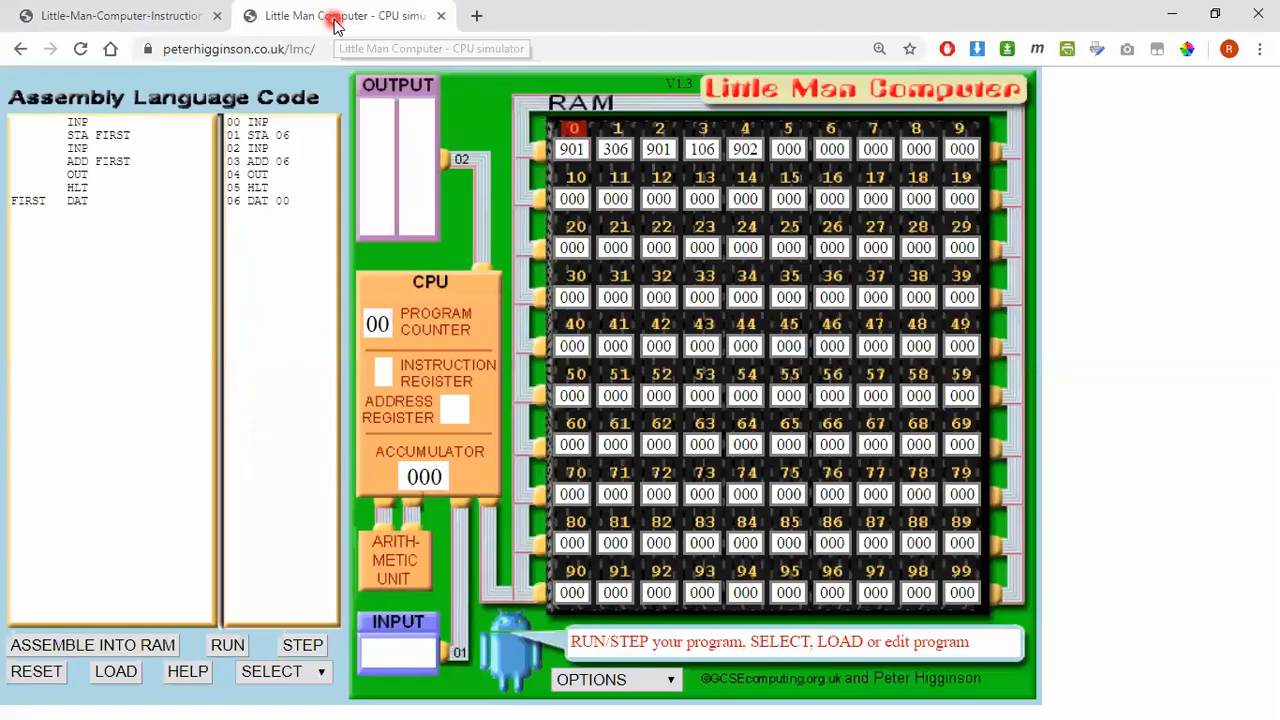 Little-Man-Computer-Instruction
Little Man Computer - CPU simu
peterhigginson.co.uk/lmc/
Little Man Computer - CPU simulator
R
Assembly Language Code
INP
STA FIRST
INP
ADD FIRST
OUT
HLT
FIRST DAT
00 INP
01 STA 06
02 INP
03 ADD 06
04 OUT
05 HLT
06 DAT 00
ASSEMBLE INTO RAM RUN STEP
RESET LOAD HELP SELECT
OUTPUT
02
CPU
00 PROGRAM COUNTER
INSTRUCTION REGISTER
ADDRESS REGISTER
ACCUMULATOR
000
ARITH-
METIC
UNIT
INPUT
01
V1.3 Little Man Computer
RAM
0 1 2 3 4 5 6 7 8 9
901 306 901 106 902 000 000 000 000 000
10 11 12 13 14 15 16 17 18 19
000 000 000 000 000 000 000 000 000 000
20 21 22 23 24 25 26 27 28 29
000 000 000 000 000 000 000 000 000 000
30 31 32 33 34 35 36 37 38 39
000 000 000 000 000 000 000 000 000 000
40 41 42 43 44 45 46 47 48 49
000 000 000 000 000 000 000 000 000 000
50 51 52 53 54 55 56 57 58 59
000 000 000 000 000 000 000 000 000 000
60 61 62 63 64 65 66 67 68 69
000 000 000 000 000 000 000 000 000 000
70 71 72 73 74 75 76 77 78 79
000 000 000 000 000 000 000 000 000 000
80 81 82 83 84 85 86 87 88 89
000 000 000 000 000 000 000 000 000 000
90 91 92 93 94 95 96 97 98 99
000 000 000 000 000 000 000 000 000 000
RUN/STEP your program, SELECT, LOAD or edit program
OPTIONS
©GCSEcomputing.org.uk and Peter Higginson